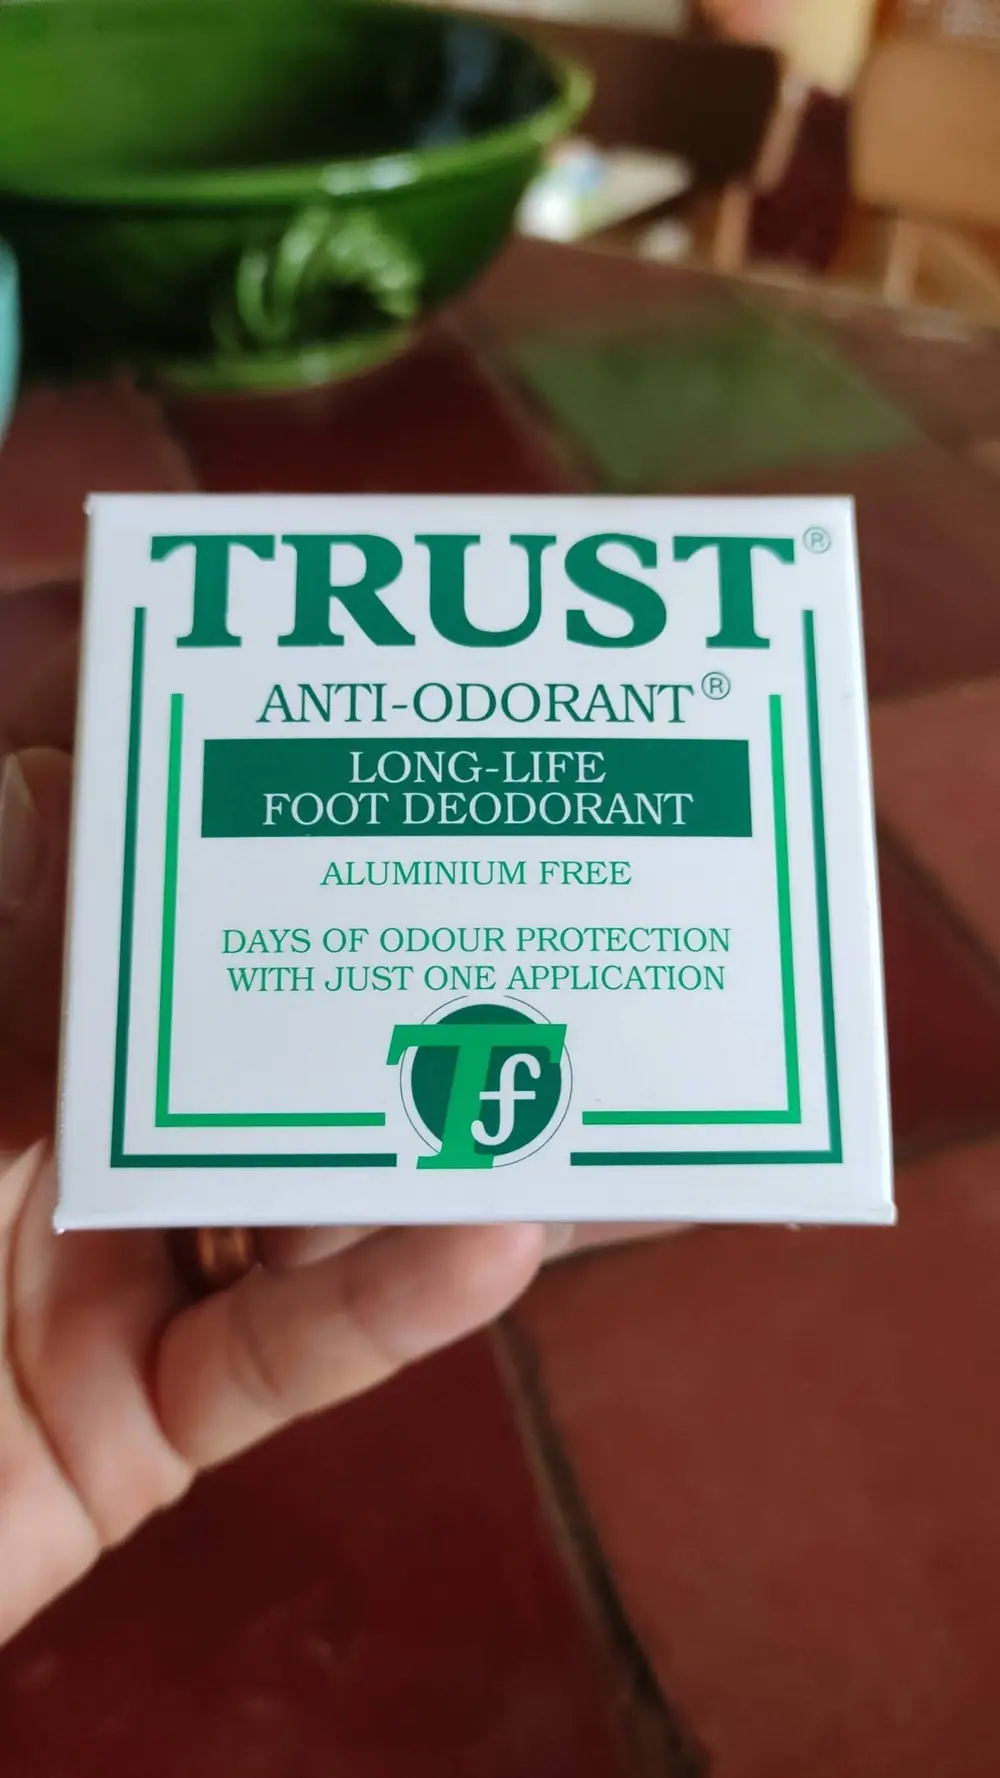 TRUST®
ANTI-ODORANT®
LONG-LIFE
FOOT DEODORANT
ALUMINIUM FREE
DAYS OF ODOUR PROTECTION
WITH JUST ONE APPLICATION
Tf